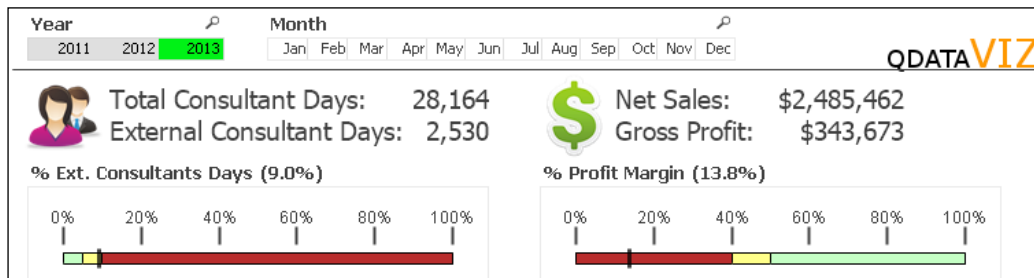 Year Month
2011 2012 2013 Jan Feb Mar Apr May Jun Jul Aug Sep Oct Nov Dec
QDATAVIZ
Total Consultant Days: 28,164 Net Sales: $2,485,462
External Consultant Days: 2,530 Gross Profit: $343,673
% Ext. Consultants Days (9.0%) % Profit Margin (13.8%)
0% 20% 40% 60% 80% 100% 0% 20% 40% 60% 80% 100%